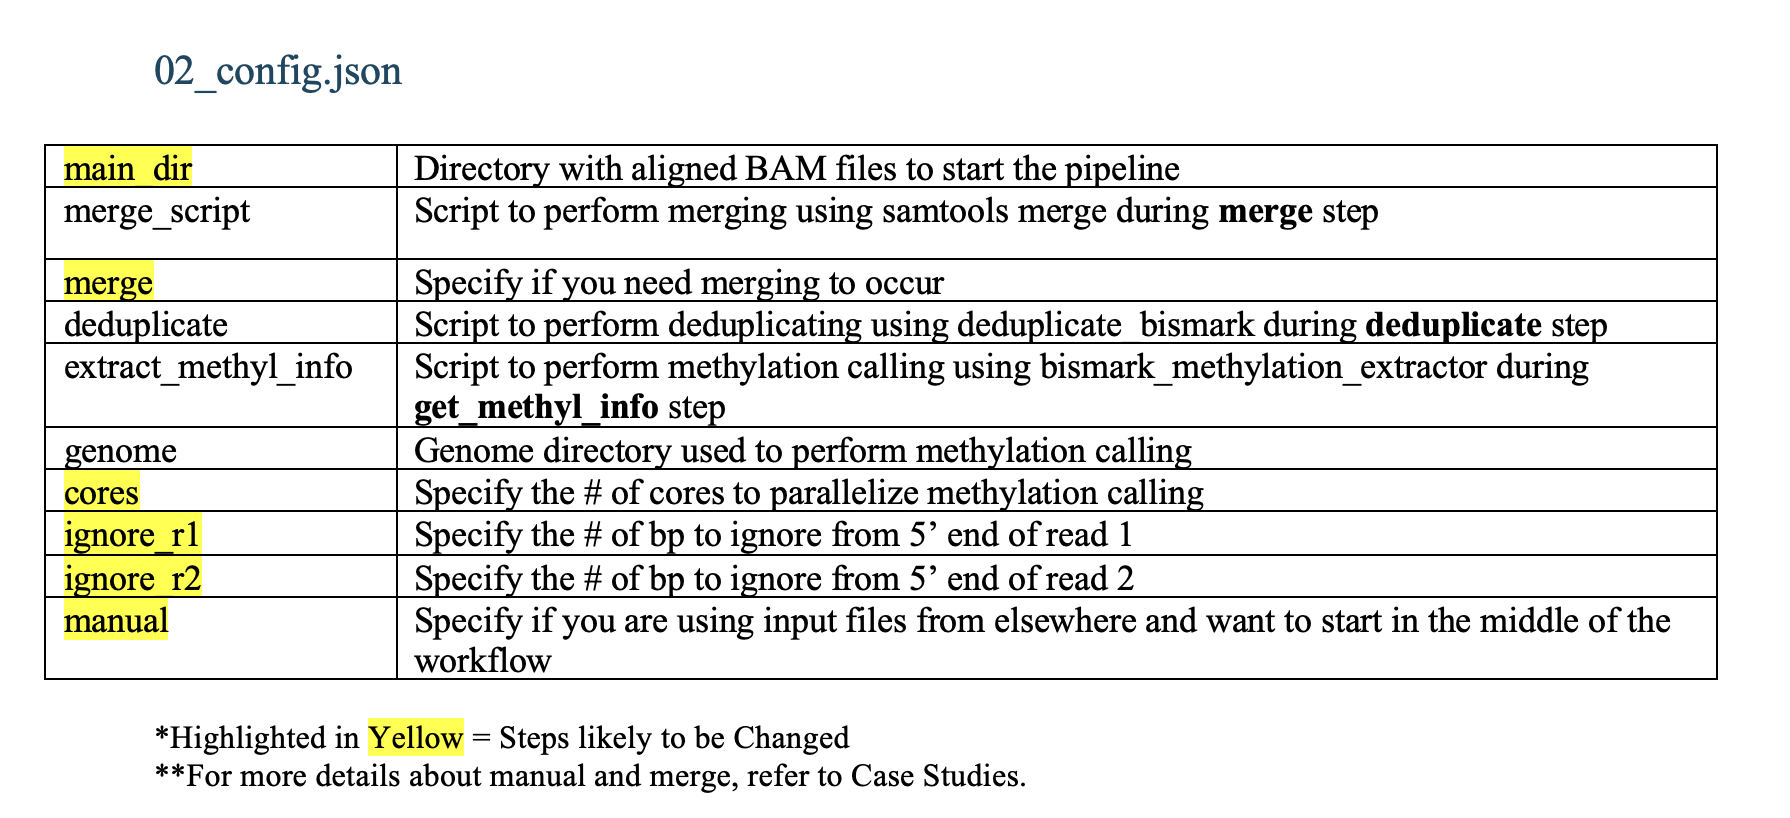 02_config.json
main_dir Directory with aligned BAM files to start the pipeline
merge_script Script to perform merging using samtools merge during merge step
merge Specify if you need merging to occur
deduplicate Script to perform deduplicating using deduplicate_bismark during deduplicate step
extract_methyl_info Script to perform methylation calling using bismark_methylation_extractor during
get_methyl_info step
genome Genome directory used to perform methylation calling
cores Specify the # of cores to parallelize methylation calling
ignore_r1 Specify the # of bp to ignore from 5’ end of read 1
ignore_r2 Specify the # of bp to ignore from 5’ end of read 2
manual Specify if you are using input files from elsewhere and want to start in the middle of the
workflow
*Highlighted in Yellow = Steps likely to be Changed
**For more details about manual and merge, refer to Case Studies.